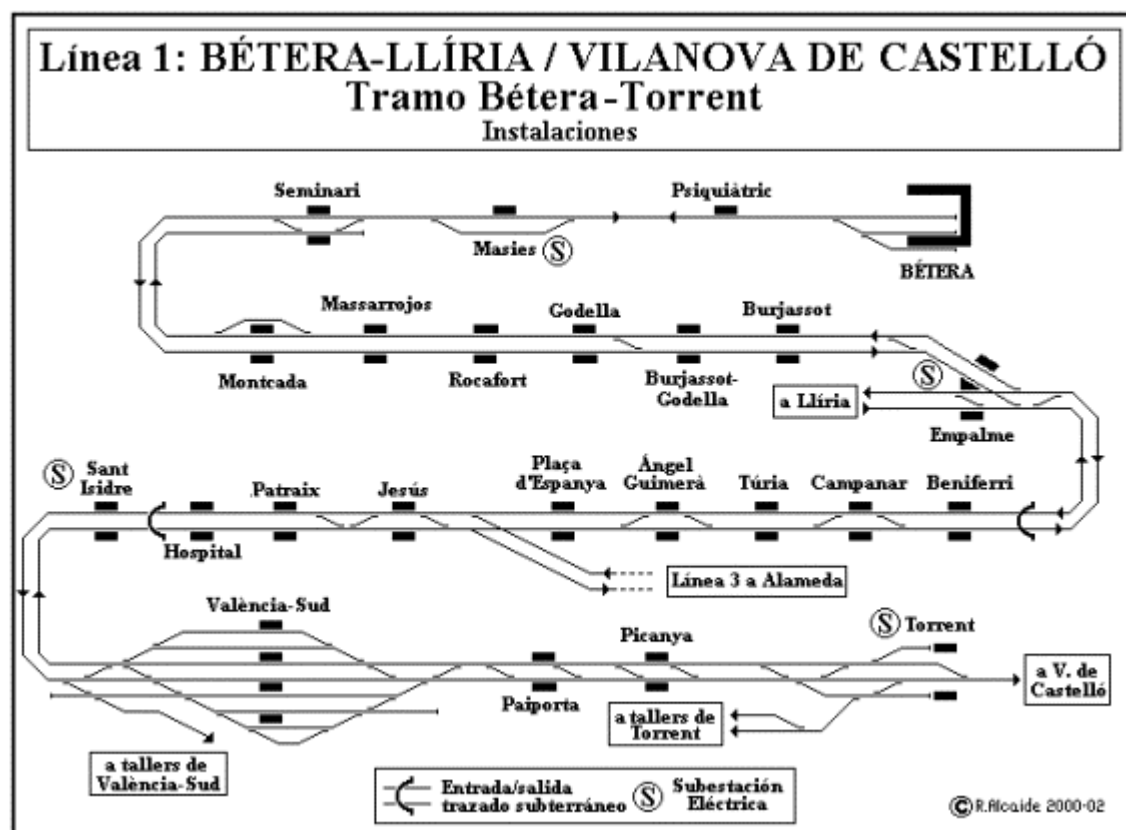 Línea 1: BÉTERA-LLÍRIA / VILANOVA DE CASTELLÓ
Tramo Bétera-Torrent
Instalaciones
Seminari
Psiquiàtric
Masies
S
BÉTERA
Massarrojos
Godella
Burjassot
Montcada
Rocafort
Burjassot-
Godella
S
a Llíria
Empalme
S
Sant
Isidre
Patraix
Jesús
Plaça
d'Espanya
Ángel
Guimerà
Túria
Campanar
Beniferri
Hospital
Línea 3 a Alameda
València-Sud
Picanya
S
Torrent
a V. de
Castelló
Paiporta
a tallers de
Torrent
a tallers de
València-Sud
Entrada/salida
trazado subterráneo
S
Subestación
Eléctrica
© R.Alcaide 2000-02